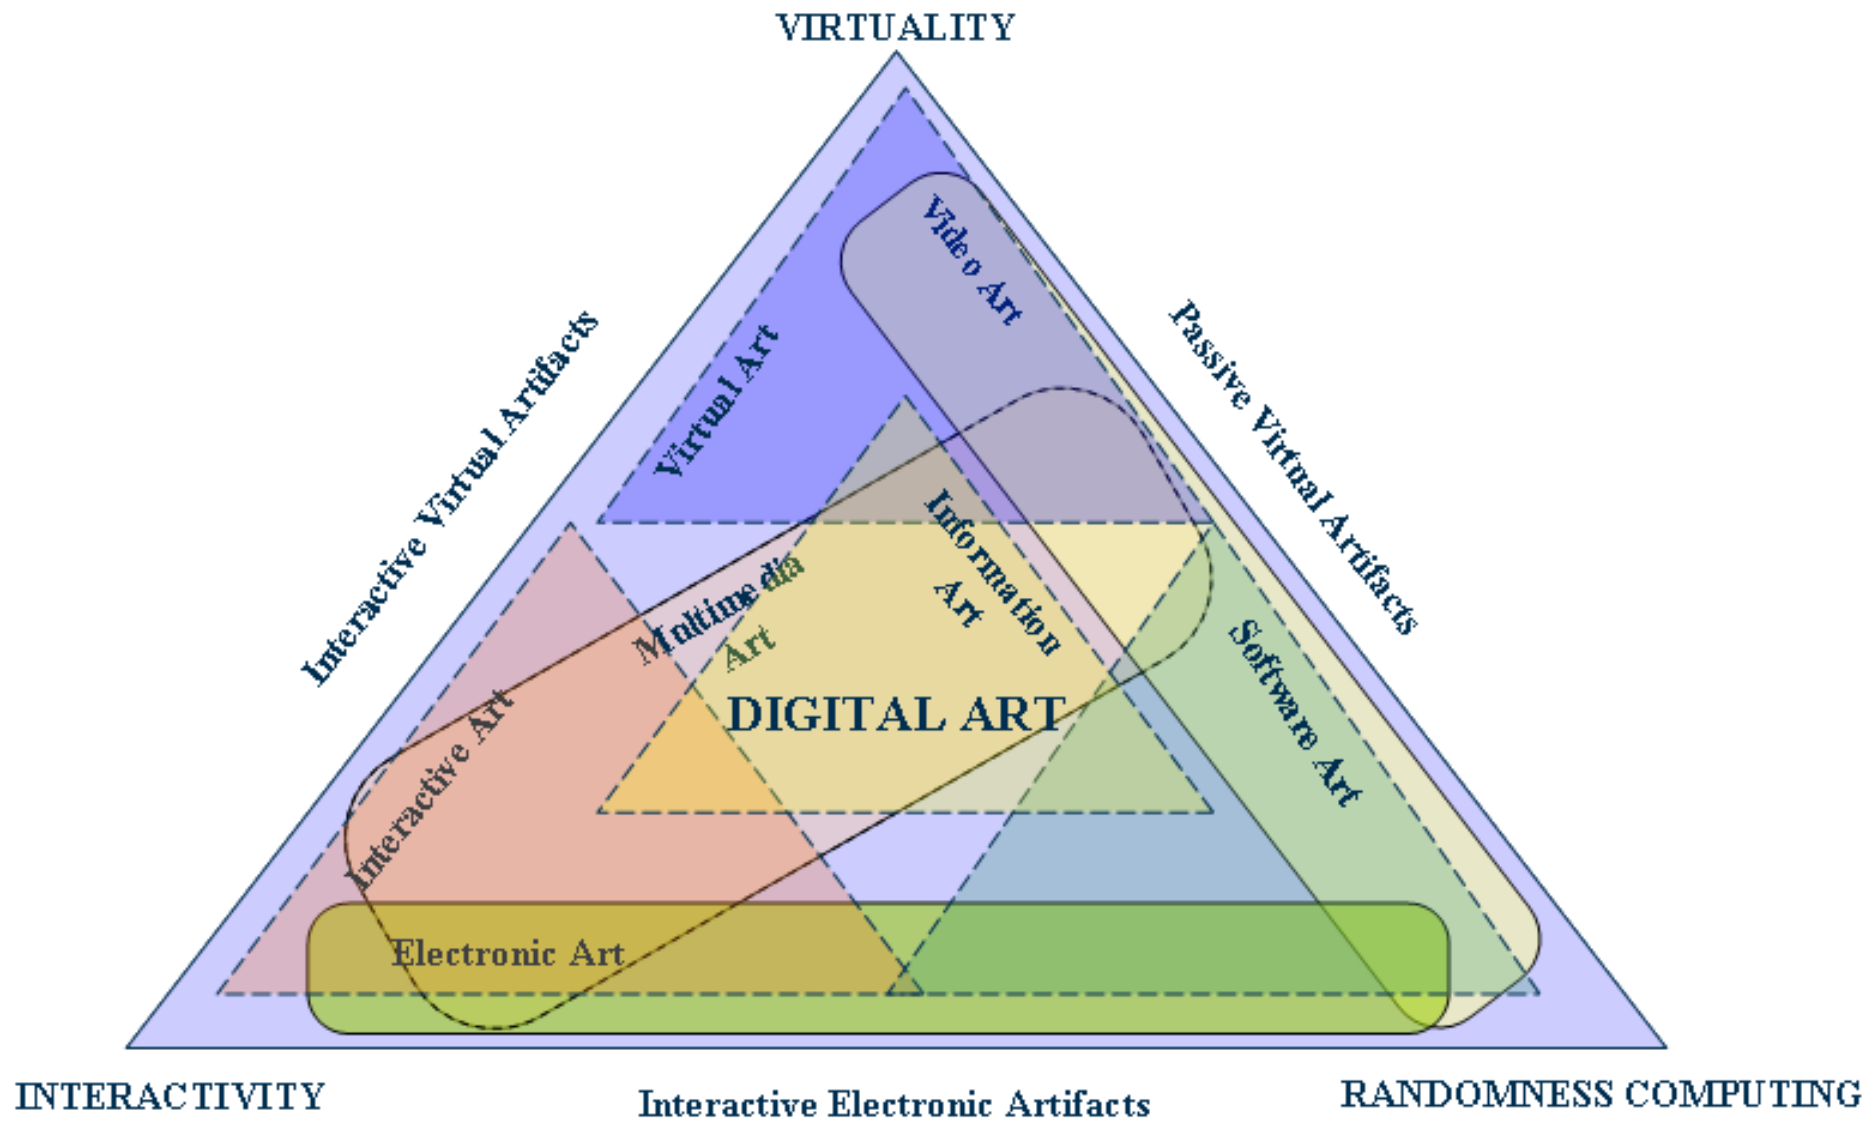 VIRTUALITY
Video Art
Virtual Art
Interactive Virtual Artifacts
Passive Virtual Artifacts
Information
Art
Multimedia
Art
Software Art
DIGITAL ART
Interactive Art
Electronic Art
INTERACTIVITY
Interactive Electronic Artifacts
RANDOMNESS COMPUTING